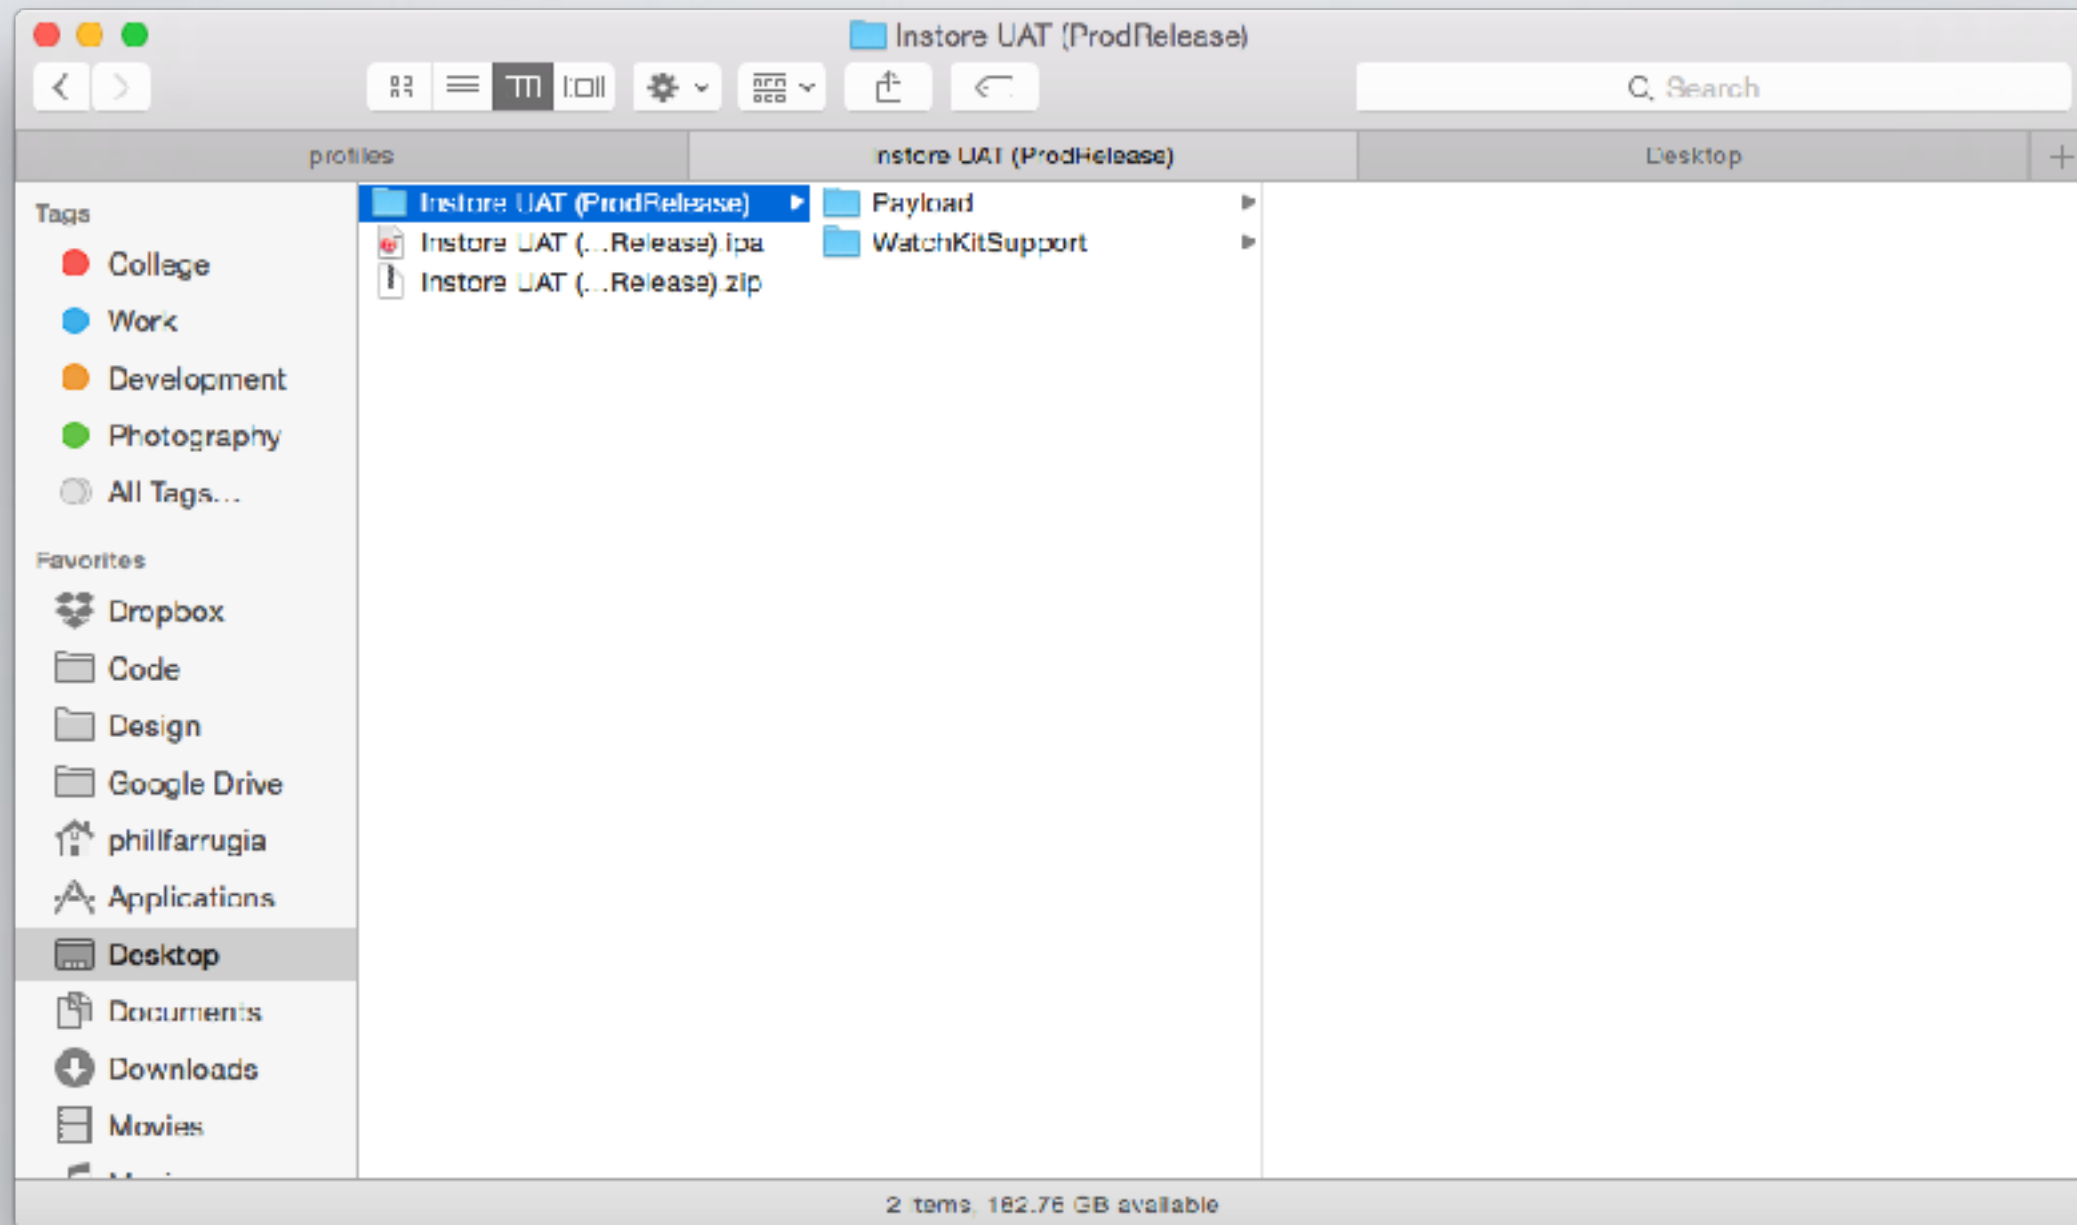 Instore UAT (ProdRelease)
Search
profiles
Instore UAT (ProdRelease)
Desktop
+
Tags
College
Work
Development
Photography
All Tags...
Favorites
Dropbox
Code
Design
Google Drive
phillfarrugia
Applications
Desktop
Documents
Downloads
Movies
Instore UAT (ProdRelease)
Instore UAT (...Release).ipa
Instore UAT (...Release).zip
Payload
WatchKitSupport
2 items, 182.76 GB available